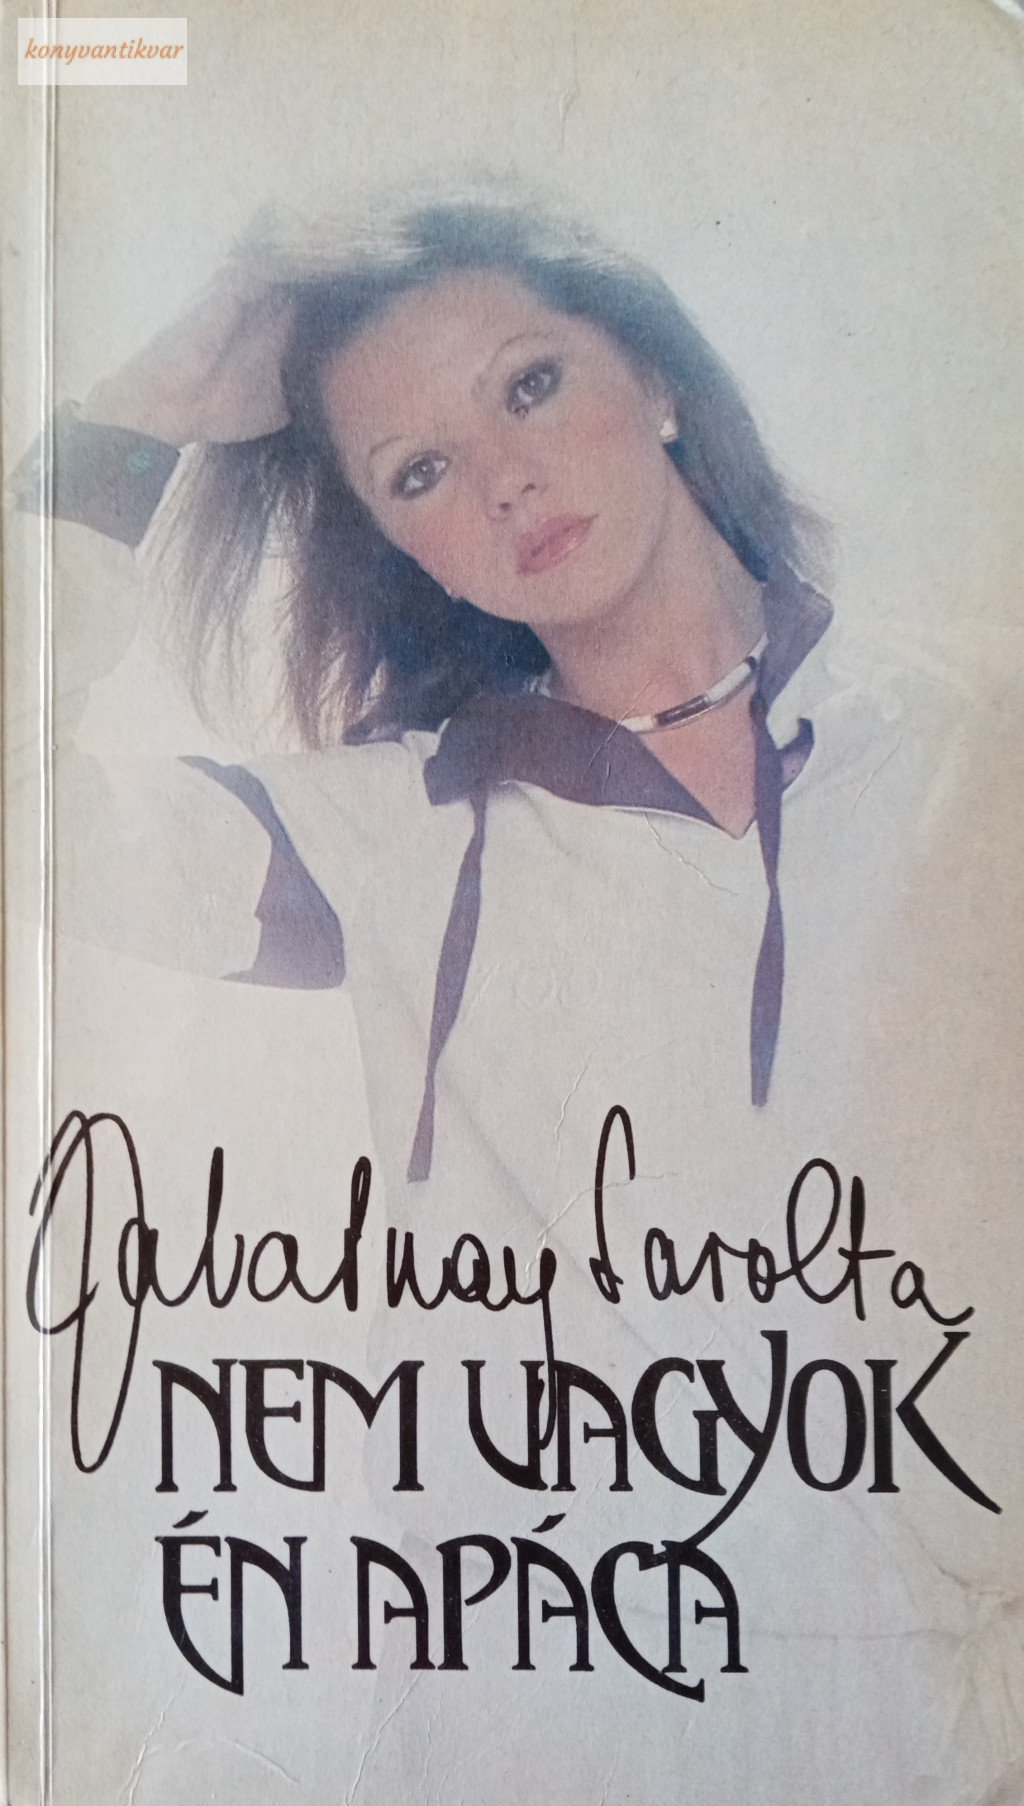 konyvantikvar
Zalatnay Sarolta
NEM VAGYOK
ÉN APÁCA